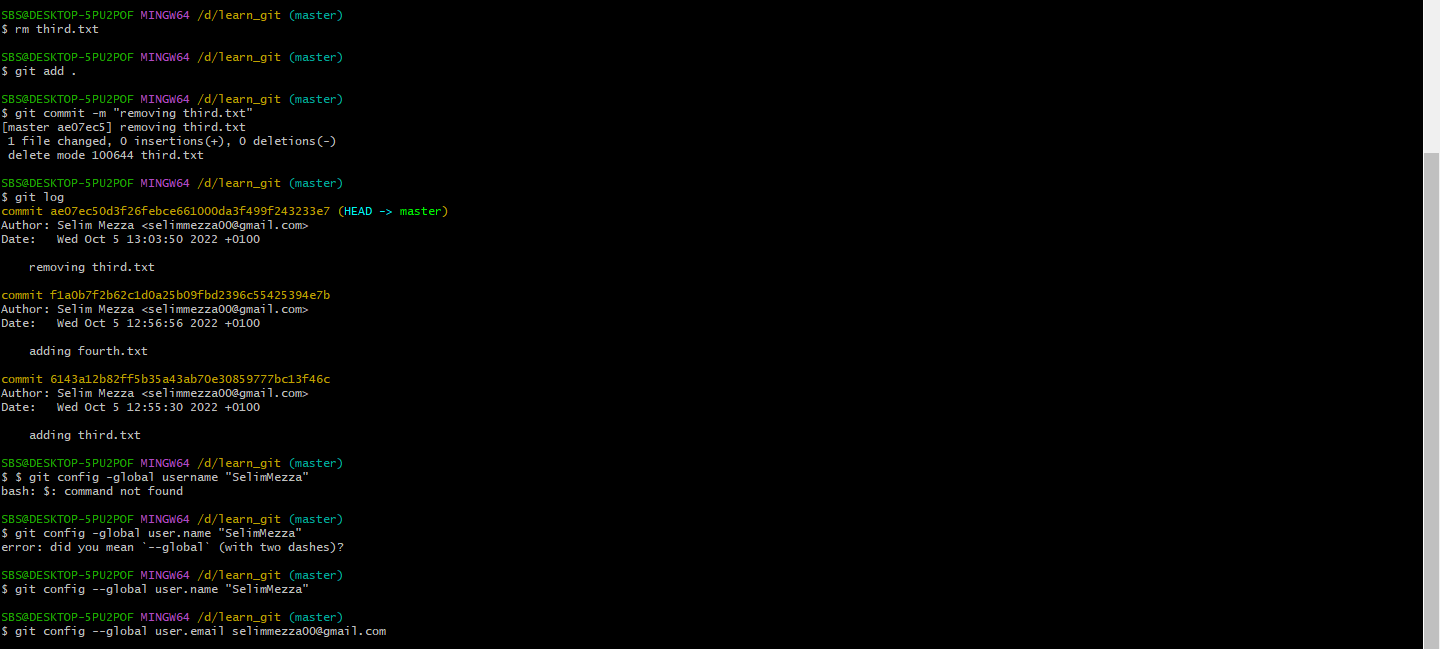 SBS@DESKTOP-5PU2POF MINGW64 /d/learn_git (master)
$ rm third.txt
SBS@DESKTOP-5PU2POF MINGW64 /d/learn_git (master)
$ git add .
SBS@DESKTOP-5PU2POF MINGW64 /d/learn_git (master)
$ git commit -m "removing third.txt"
[master ae07ec5] removing third.txt
 1 file changed, 0 insertions(+), 0 deletions(-)
 delete mode 100644 third.txt
SBS@DESKTOP-5PU2POF MINGW64 /d/learn_git (master)
$ git log
commit ae07ec50d3f26febce661000da3f499f243233e7 (HEAD -> master)
Author: Selim Mezza <selimmezza00@gmail.com>
Date:   Wed Oct 5 13:03:50 2022 +0100
    removing third.txt
commit f1a0b7f2b62c1d0a25b09fbd2396c55425394e7b
Author: Selim Mezza <selimmezza00@gmail.com>
Date:   Wed Oct 5 12:56:56 2022 +0100
    adding fourth.txt
commit 6143a12b82ff5b35a43ab70e30859777bc13f46c
Author: Selim Mezza <selimmezza00@gmail.com>
Date:   Wed Oct 5 12:55:30 2022 +0100
    adding third.txt
SBS@DESKTOP-5PU2POF MINGW64 /d/learn_git (master)
$ $ git config -global username "SelimMezza"
bash: $: command not found
SBS@DESKTOP-5PU2POF MINGW64 /d/learn_git (master)
$ git config -global user.name "SelimMezza"
error: did you mean `--global` (with two dashes)?
SBS@DESKTOP-5PU2POF MINGW64 /d/learn_git (master)
$ git config --global user.name "SelimMezza"
SBS@DESKTOP-5PU2POF MINGW64 /d/learn_git (master)
$ git config --global user.email selimmezza00@gmail.com